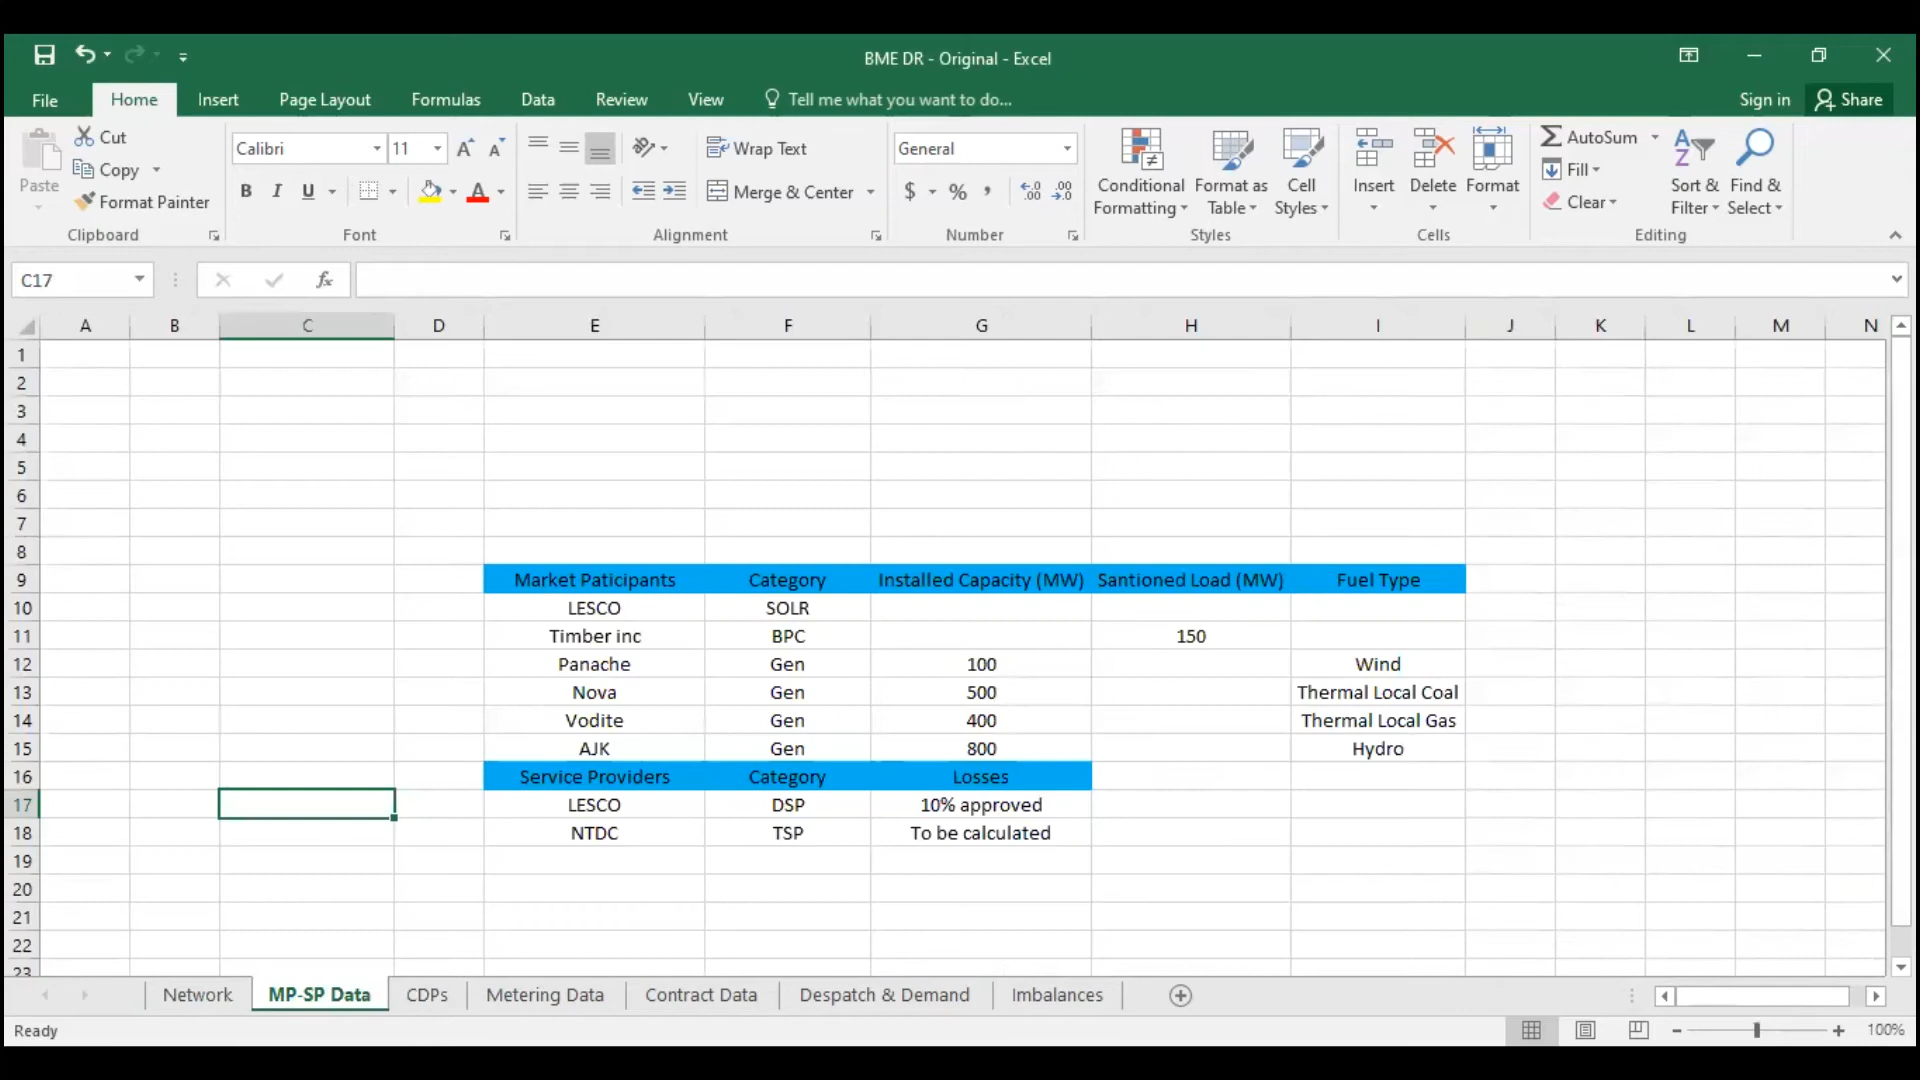 BME DR - Original - Excel
File Home Insert Page Layout Formulas Data Review View Tell me what you want to do... Sign in Share
Paste Cut Copy Format Painter Clipboard
Calibri 11 B I U A A A Font
Wrap Text Merge & Center Alignment
General $ % , Number
Conditional Formatting Format as Table Cell Styles Styles
Insert Delete Format Cells
AutoSum Fill Clear Sort & Filter Find & Select Editing
C17 fx
A B C D E F G H I J K L M N
1
2
3
4
5
6
7
8
9 Market Paticipants Category Installed Capacity (MW) Santioned Load (MW) Fuel Type
10 LESCO SOLR
11 Timber inc BPC 150
12 Panache Gen 100 Wind
13 Nova Gen 500 Thermal Local Coal
14 Vodite Gen 400 Thermal Local Gas
15 AJK Gen 800 Hydro
16 Service Providers Category Losses
17 LESCO DSP 10% approved
18 NTDC TSP To be calculated
19
20
21
22
23
Network MP-SP Data CDPs Metering Data Contract Data Despatch & Demand Imbalances
Ready 100%